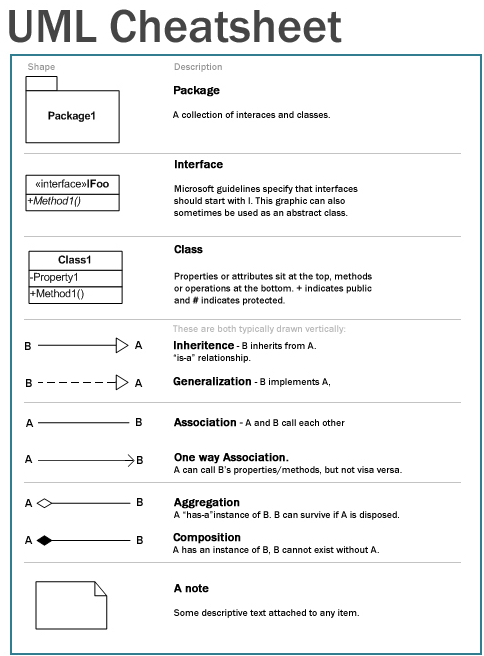 UML Cheatsheet
Shape Description
Package1
Package
A collection of interaces and classes.
«interface»IFoo
+Method1()
Interface
Microsoft guidelines specify that interfaces
should start with I. This graphic can also
sometimes be used as an abstract class.
Class1
-Property1
+Method1()
Class
Properties or attributes sit at the top, methods
or operations at the bottom. + indicates public
and # indicates protected.
These are both typically drawn vertically:
B A Inheritence - B inherits from A.
"is-a" relationship.
B A Generalization - B implements A,
A B Association - A and B call each other
A B One way Association.
A can call B's properties/methods, but not visa versa.
A B Aggregation
A "has-a"instance of B. B can survive if A is disposed.
A B Composition
A has an instance of B, B cannot exist without A.
A note
Some descriptive text attached to any item.